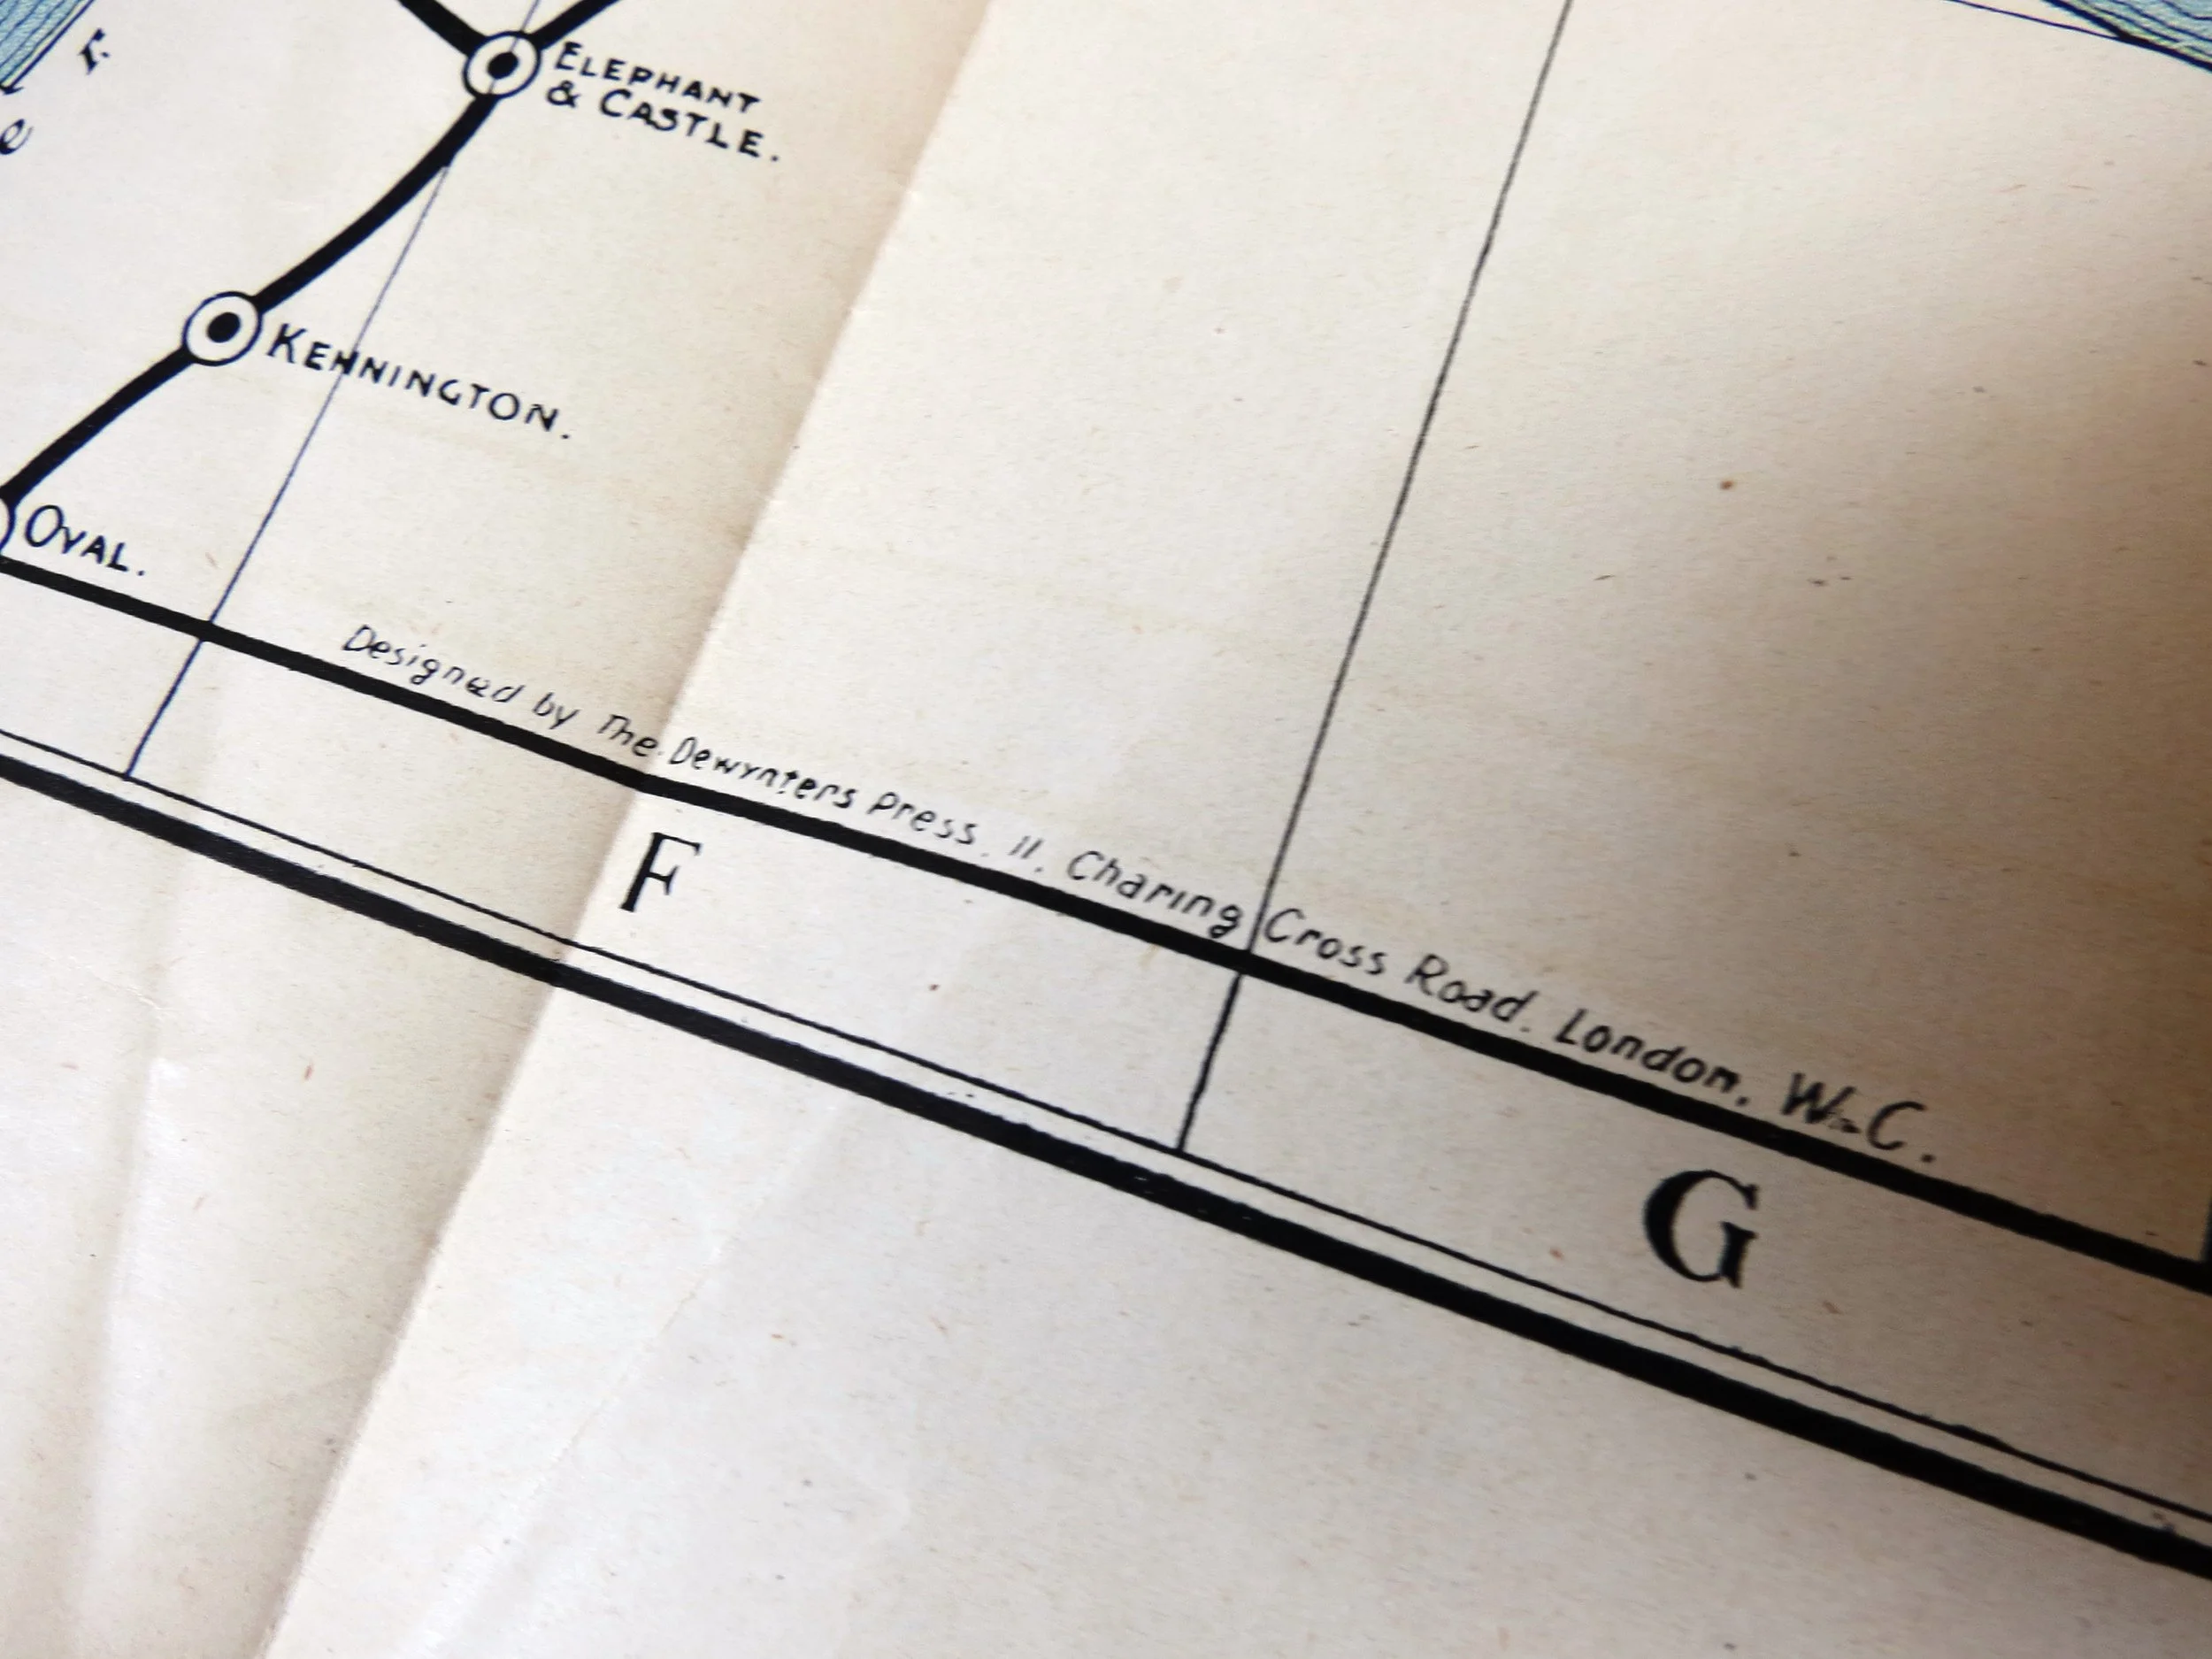 r.
e
ELEPHANT
& CASTLE.
KENNINGTON.
OVAL.
Designed by The Dewynters Press. 11. Charing Cross Road. London. W.C.
F
G